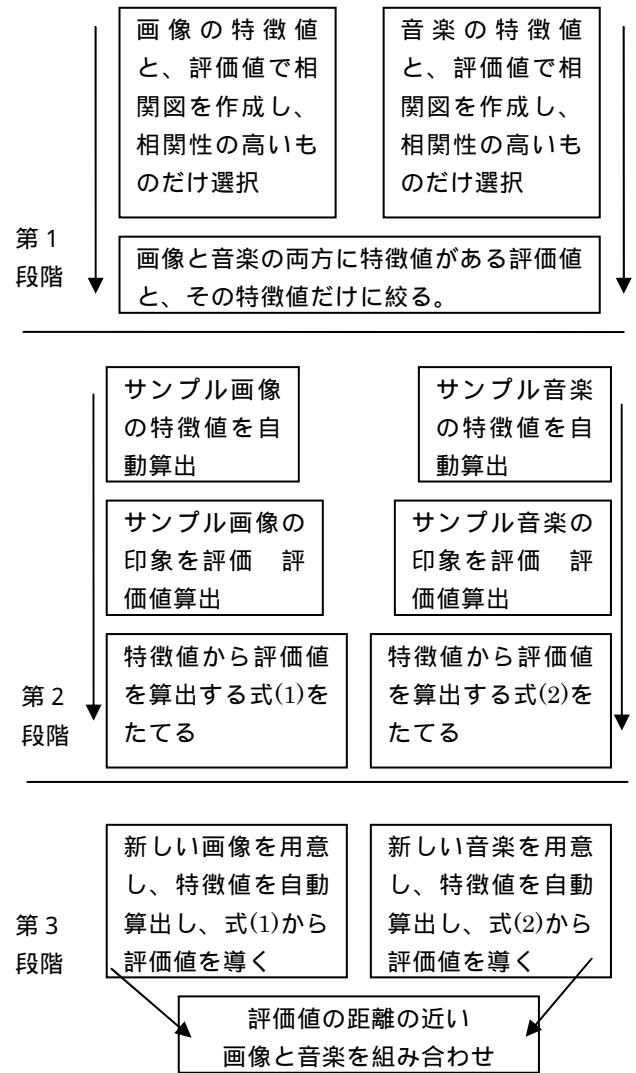 画像の特徴値
と、評価値で相
関図を作成し、
相関性の高いも
のだけ選択
音楽の特徴値
と、評価値で相
関図を作成し、
相関性の高いも
のだけ選択
第1
段階
画像と音楽の両方に特徴値がある評価値
と、その特徴値だけに絞る。
サンプル画像
の特徴値を自
動算出
サンプル音楽
の特徴値を自
動算出
サンプル画像の
印象を評価　評
価値算出
サンプル音楽の
印象を評価　評
価値算出
特徴値から評価値
を算出する式(1)を
たてる
特徴値から評価値
を算出する式(2)を
たてる
第2
段階
新しい画像を用意
し、特徴値を自動
算出し、式(1)から
評価値を導く
新しい音楽を用意
し、特徴値を自動
算出し、式(2)から
評価値を導く
第3
段階
評価値の距離の近い
画像と音楽を組み合わせ